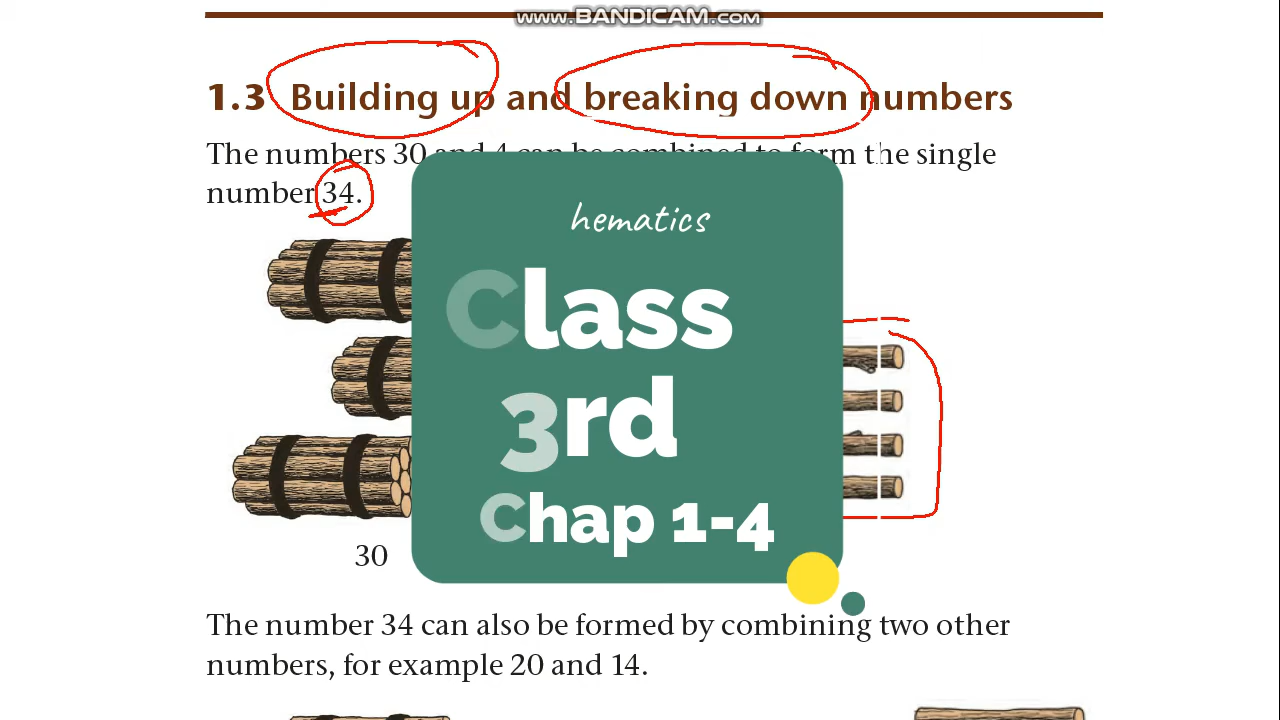 www.BANDICAM.com
1.3 Building up and breaking down numbers
The numbers 30 and 4 can be combined to form the single
number 34.
hematics
Class
3rd
Chap 1-4
30
The number 34 can also be formed by combining two other
numbers, for example 20 and 14.